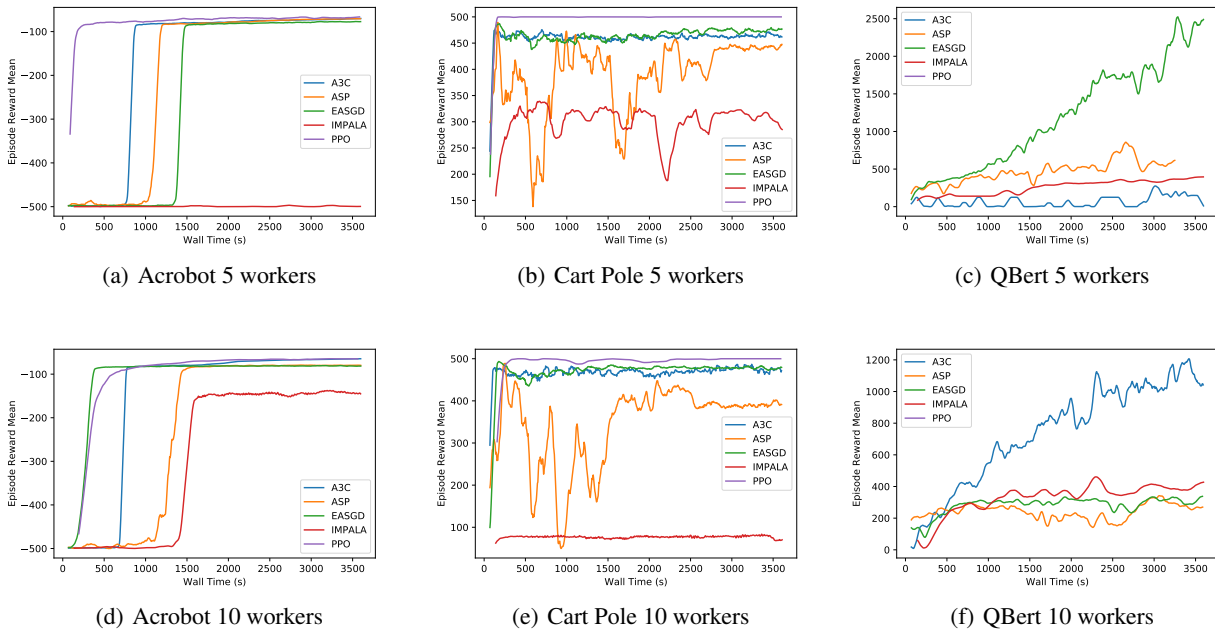 −100
−200
−300
−400
−500
Episode Reward Mean
0 500 1000 1500 2000 2500 3000 3500
Wall Time (s)
A3C
ASP
EASGD
IMPALA
PPO
(a) Acrobot 5 workers
500
450
400
350
300
250
200
150
Episode Reward Mean
0 500 1000 1500 2000 2500 3000 3500
Wall Time (s)
A3C
ASP
EASGD
IMPALA
PPO
(b) Cart Pole 5 workers
2500
2000
1500
1000
500
0
Episode Reward Mean
0 500 1000 1500 2000 2500 3000 3500
Wall Time (s)
A3C
ASP
EASGD
IMPALA
PPO
(c) QBert 5 workers
−100
−200
−300
−400
−500
Episode Reward Mean
0 500 1000 1500 2000 2500 3000 3500
Wall Time (s)
A3C
ASP
EASGD
IMPALA
PPO
(d) Acrobot 10 workers
500
400
300
200
100
Episode Reward Mean
0 500 1000 1500 2000 2500 3000 3500
Wall Time (s)
A3C
ASP
EASGD
IMPALA
PPO
(e) Cart Pole 10 workers
1200
1000
800
600
400
200
0
Episode Reward Mean
0 500 1000 1500 2000 2500 3000 3500
Wall Time (s)
A3C
ASP
EASGD
IMPALA
PPO
(f) QBert 10 workers